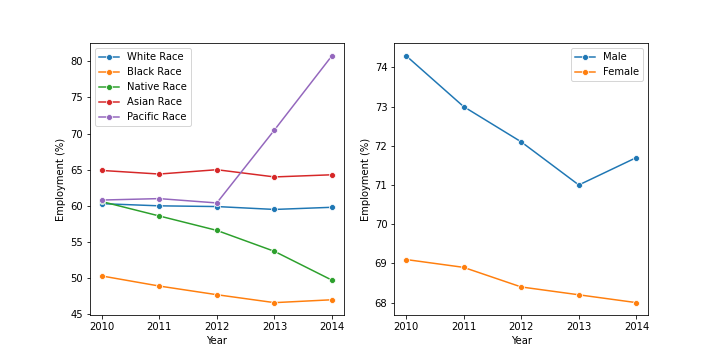 White Race
Black Race
Native Race
Asian Race
Pacific Race
80
75
70
65
60
55
50
45
Employment (%)
2010 2011 2012 2013 2014
Year
Male
Female
74
73
72
71
70
69
68
Employment (%)
2010 2011 2012 2013 2014
Year